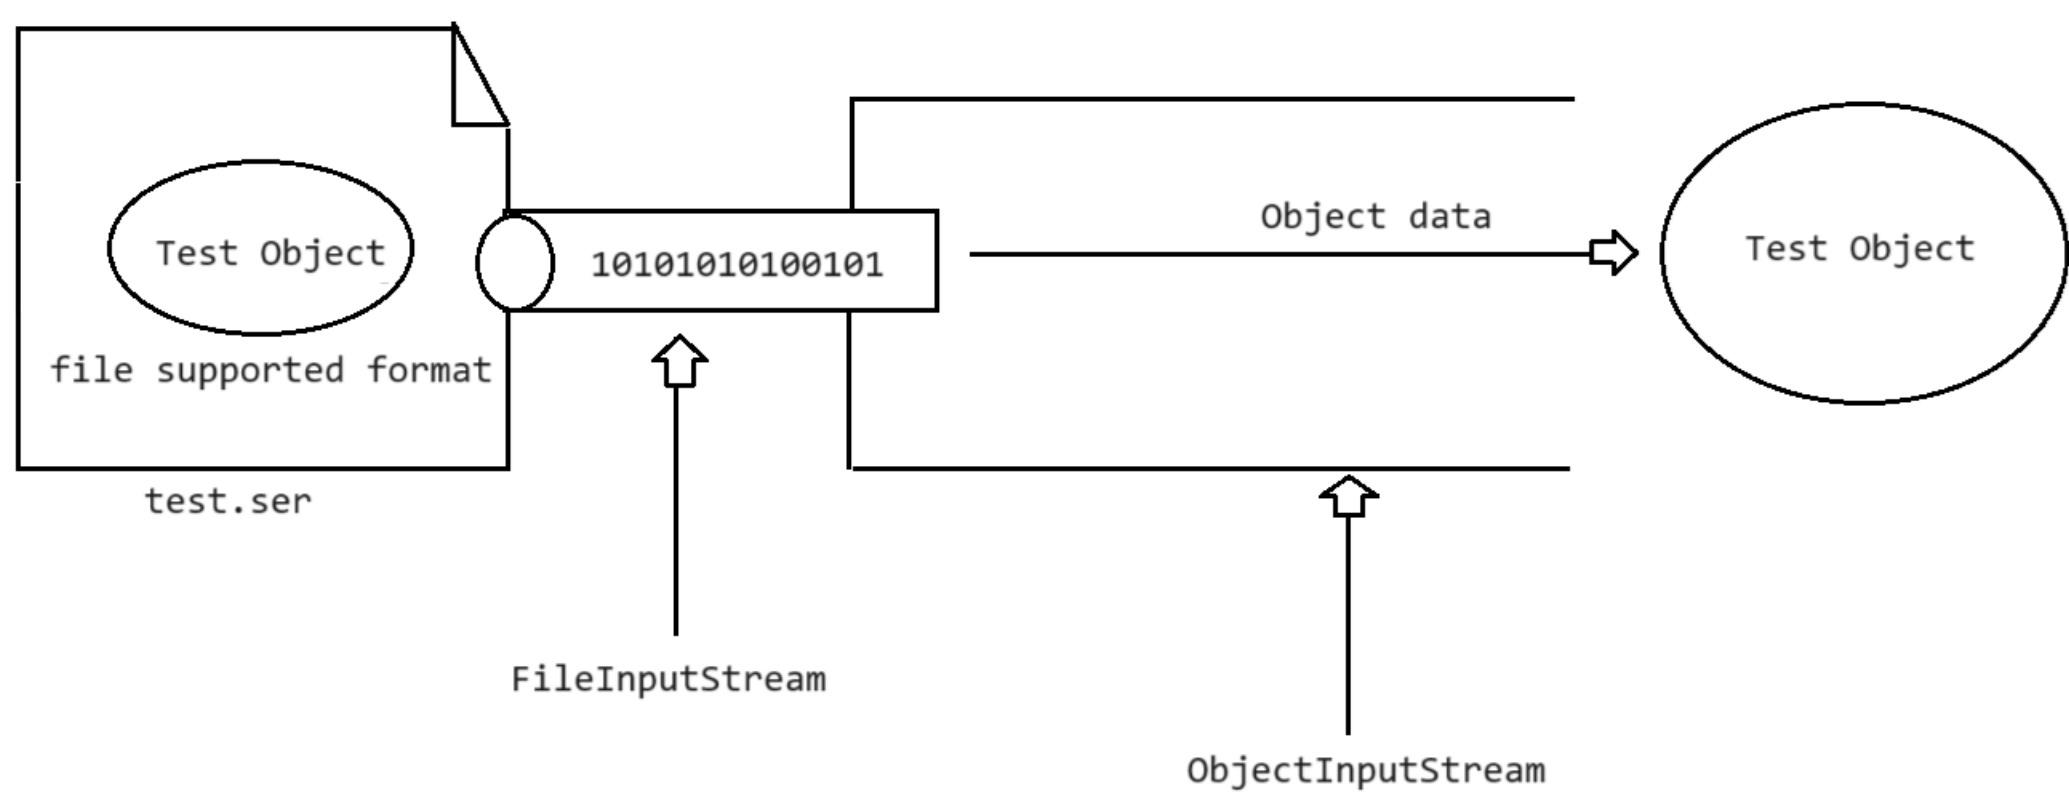 Test Object
file supported format
test.ser
10101010100101
FileInputStream
Object data
ObjectInputStream
Test Object